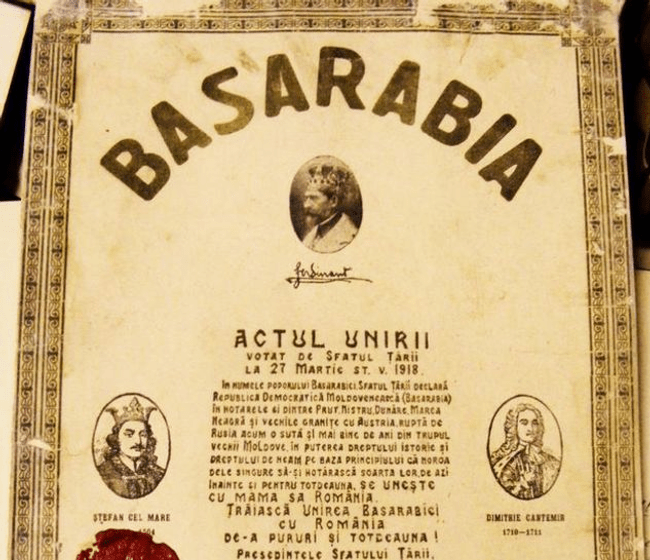 BASARABIA
Ferdinand
ACTUL UNIRII
VOTAT DE SFATUL ȚĂRII
LA 27 MARTIE ST. V. 1918.
ÎN NUMELE POPORULUI BASARABIEI, SFATUL ȚĂRII DECLARĂ
REPUBLICA DEMOCRATICĂ MOLDOVENEASCĂ (BASARABIA)
ÎN HOTARELE EI DINTRE PRUT, NISTRU, DUNĂRE, MAREA
NEAGRĂ ȘI VECHILE GRANIȚE CU AUSTRIA, RUPTĂ DE
RUSIA ACUM O SUTĂ ȘI MAI BINE DE ANI DIN TRUPUL
VECHII MOLDOVE. ÎN PUTEREA DREPTULUI ISTORIC ȘI
DREPTULUI DE NEAM, PE BAZA PRINCIPIULUI CĂ NOROA
DELE SINGURE SĂ-ȘI HOTĂRASCĂ SOARTA LOR, DE AZI
ÎNAINTE ȘI PENTRU TOTDEAUNA, SE UNEȘTE
CU MAMA SA ROMÂNIA.
TRĂIASCĂ UNIREA BASARABIEI
CU ROMÂNIA
DE-A PURURI ȘI TOTDEAUNA!
PREȘEDINTELE SFATULUI ȚĂRII,
ȘTEFAN CEL MARE
DIMITRIE CANTEMIR
1710-1711